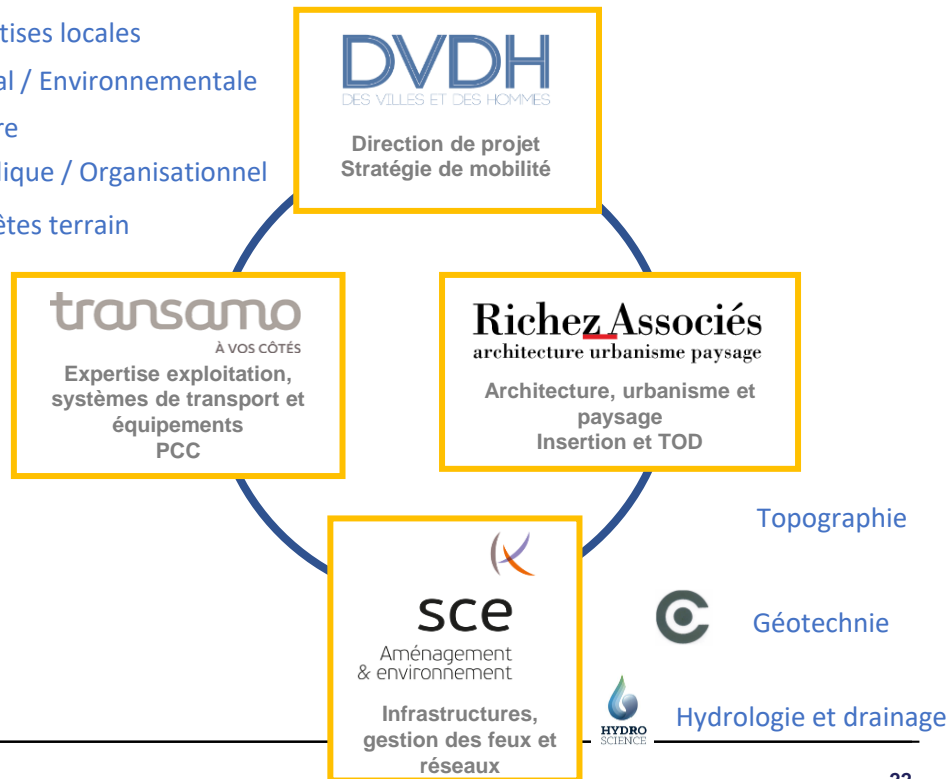 tises locales
al / Environnementale
re
lique / Organisationnel
êtes terrain
DVDH
DES VILLES ET DES HOMMES
Direction de projet
Stratégie de mobilité
transamo
À VOS CÔTÉS
Expertise exploitation,
systèmes de transport et
équipements
PCC
Richez Associés
architecture urbanisme paysage
Architecture, urbanisme et
paysage
Insertion et TOD
sce
Aménagement
& environnement
Infrastructures,
gestion des feux et
réseaux
Topographie
Géotechnie
HYDRO
SCIENCE
Hydrologie et drainage